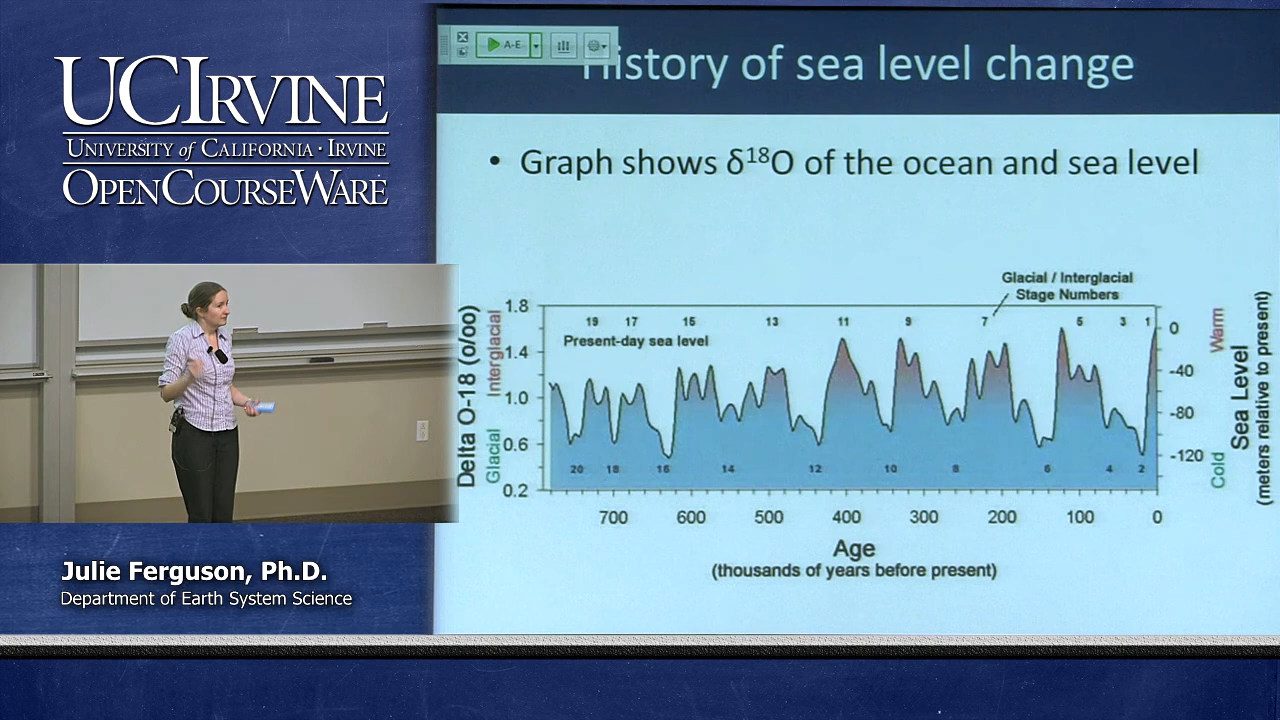 UCIRVINE
UNIVERSITY of CALIFORNIA · IRVINE
OPENCOURSEWARE
A-E
History of sea level change
• Graph shows δ18O of the ocean and sea level
Glacial / Interglacial
Stage Numbers
Delta O-18 (o/oo)
Glacial
Interglacial
1.8
1.4
1.0
0.6
0.2
19 17 15 13 11 9 7 5 3 1
Present-day sea level
20 18 16 14 12 10 8 6 4 2
0
-40
-80
-120
Warm
Cold
Sea Level
(meters relative to present)
700 600 500 400 300 200 100 0
Age
(thousands of years before present)
Julie Ferguson, Ph.D.
Department of Earth System Science